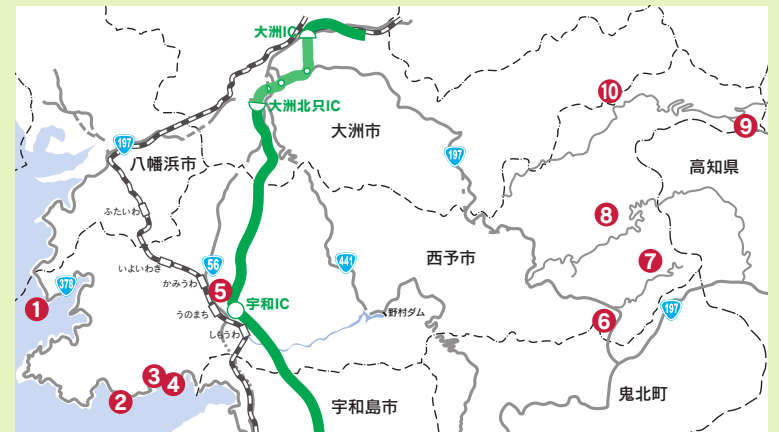 大洲IC
大洲北只IC
10
9
197
八幡浜市
大洲市
197
高知県
ふたいわ
8
いよいわき
56
441
西予市
7
378
かみうわ
5
1
宇和IC
うのまち
野村ダム
197
しもうわ
6
3
4
2
宇和島市
鬼北町